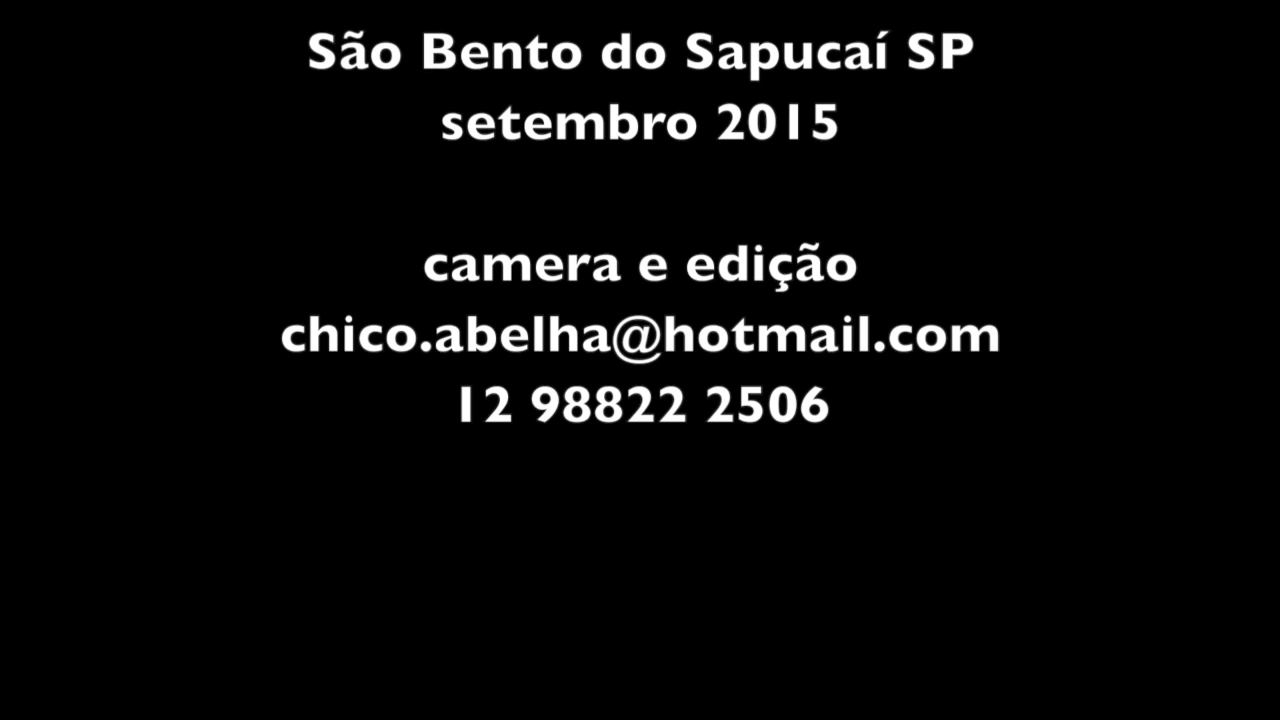 São Bento do Sapucaí SP
setembro 2015
camera e edição
chico.abelha@hotmail.com
12 98822 2506